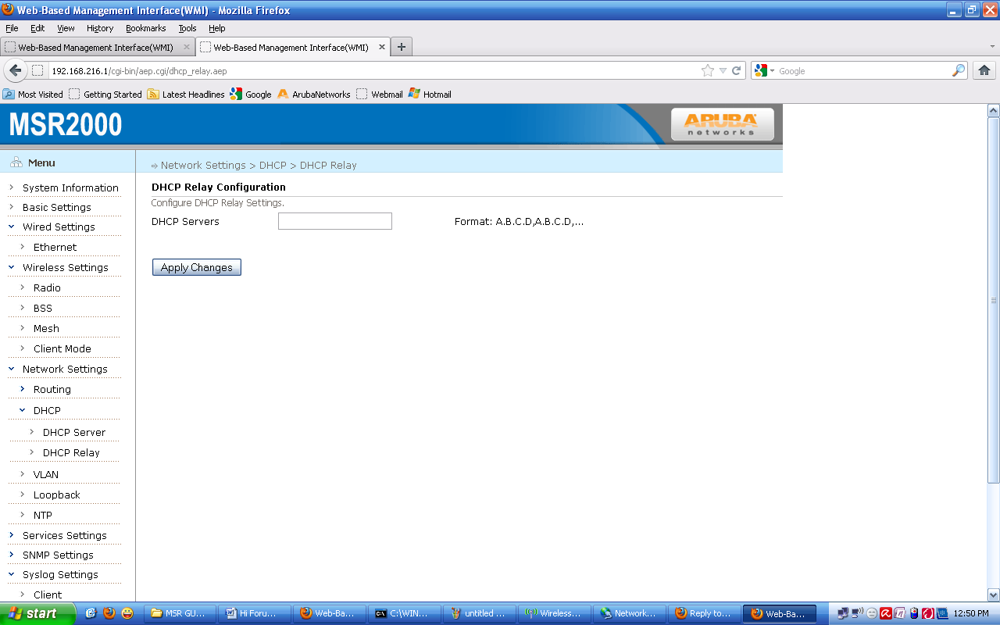 Web-Based Management Interface(WMI) - Mozilla Firefox
File Edit View History Bookmarks Tools Help
Web-Based Management Interface(WMI) Web-Based Management Interface(WMI)
192.168.216.1/cgi-bin/aep.cgi/dhcp_relay.aep Google
Most Visited Getting Started Latest Headlines Google ArubaNetworks Webmail Hotmail
MSR2000 ARUBA
networks
Menu
Network Settings > DHCP > DHCP Relay
System Information
Basic Settings
Wired Settings
Ethernet
Wireless Settings
Radio
BSS
Mesh
Client Mode
Network Settings
Routing
DHCP
DHCP Server
DHCP Relay
VLAN
Loopback
NTP
Services Settings
SNMP Settings
Syslog Settings
Client
DHCP Relay Configuration
Configure DHCP Relay Settings.
DHCP Servers Format: A.B.C.D,A.B.C.D,...
Apply Changes
start MSR GU... Hi Foru... Web-Ba... C:\WIN... untitled ... Wireless... Network... Reply to... Web-Ba... 12:50 PM